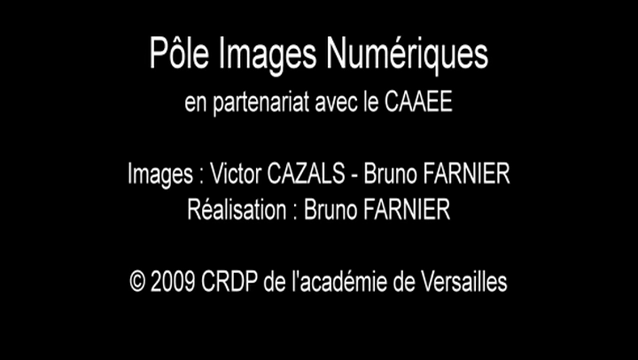 Pôle Images Numériques
en partenariat avec le CAAEE
Images : Victor CAZALS - Bruno FARNIER
Réalisation : Bruno FARNIER
© 2009 CRDP de l'académie de Versailles